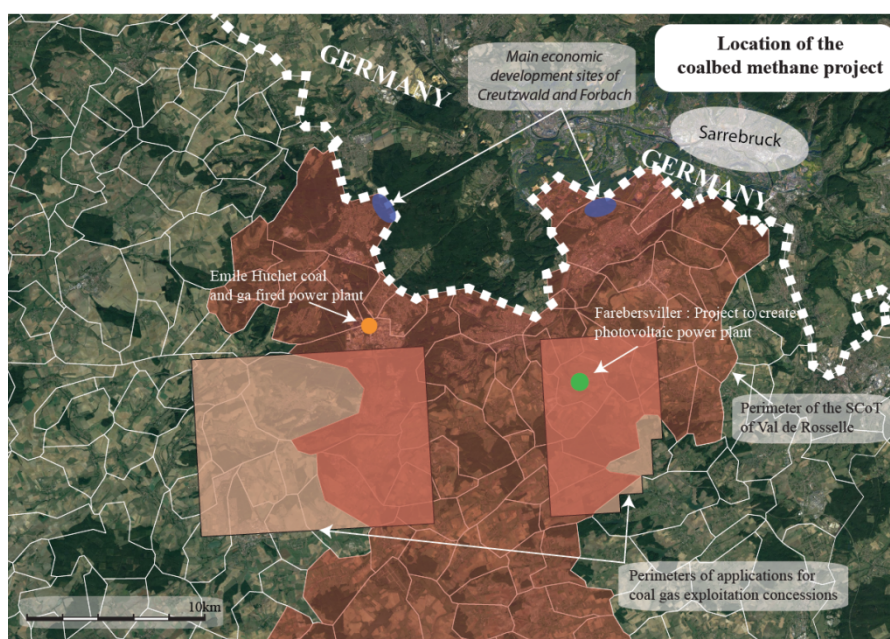 Location of the
coalbed methane project
Main economic
development sites of
Creutzwald and Forbach
GERMANY
Sarrebruck
GERMANY
Emile Huchet coal
and ga fired power plant
Farebersviller : Project to create
photovoltaic power plant
Perimeter of the SCoT
of Val de Rosselle
Perimeters of applications for
coal gas exploitation concessions
10km